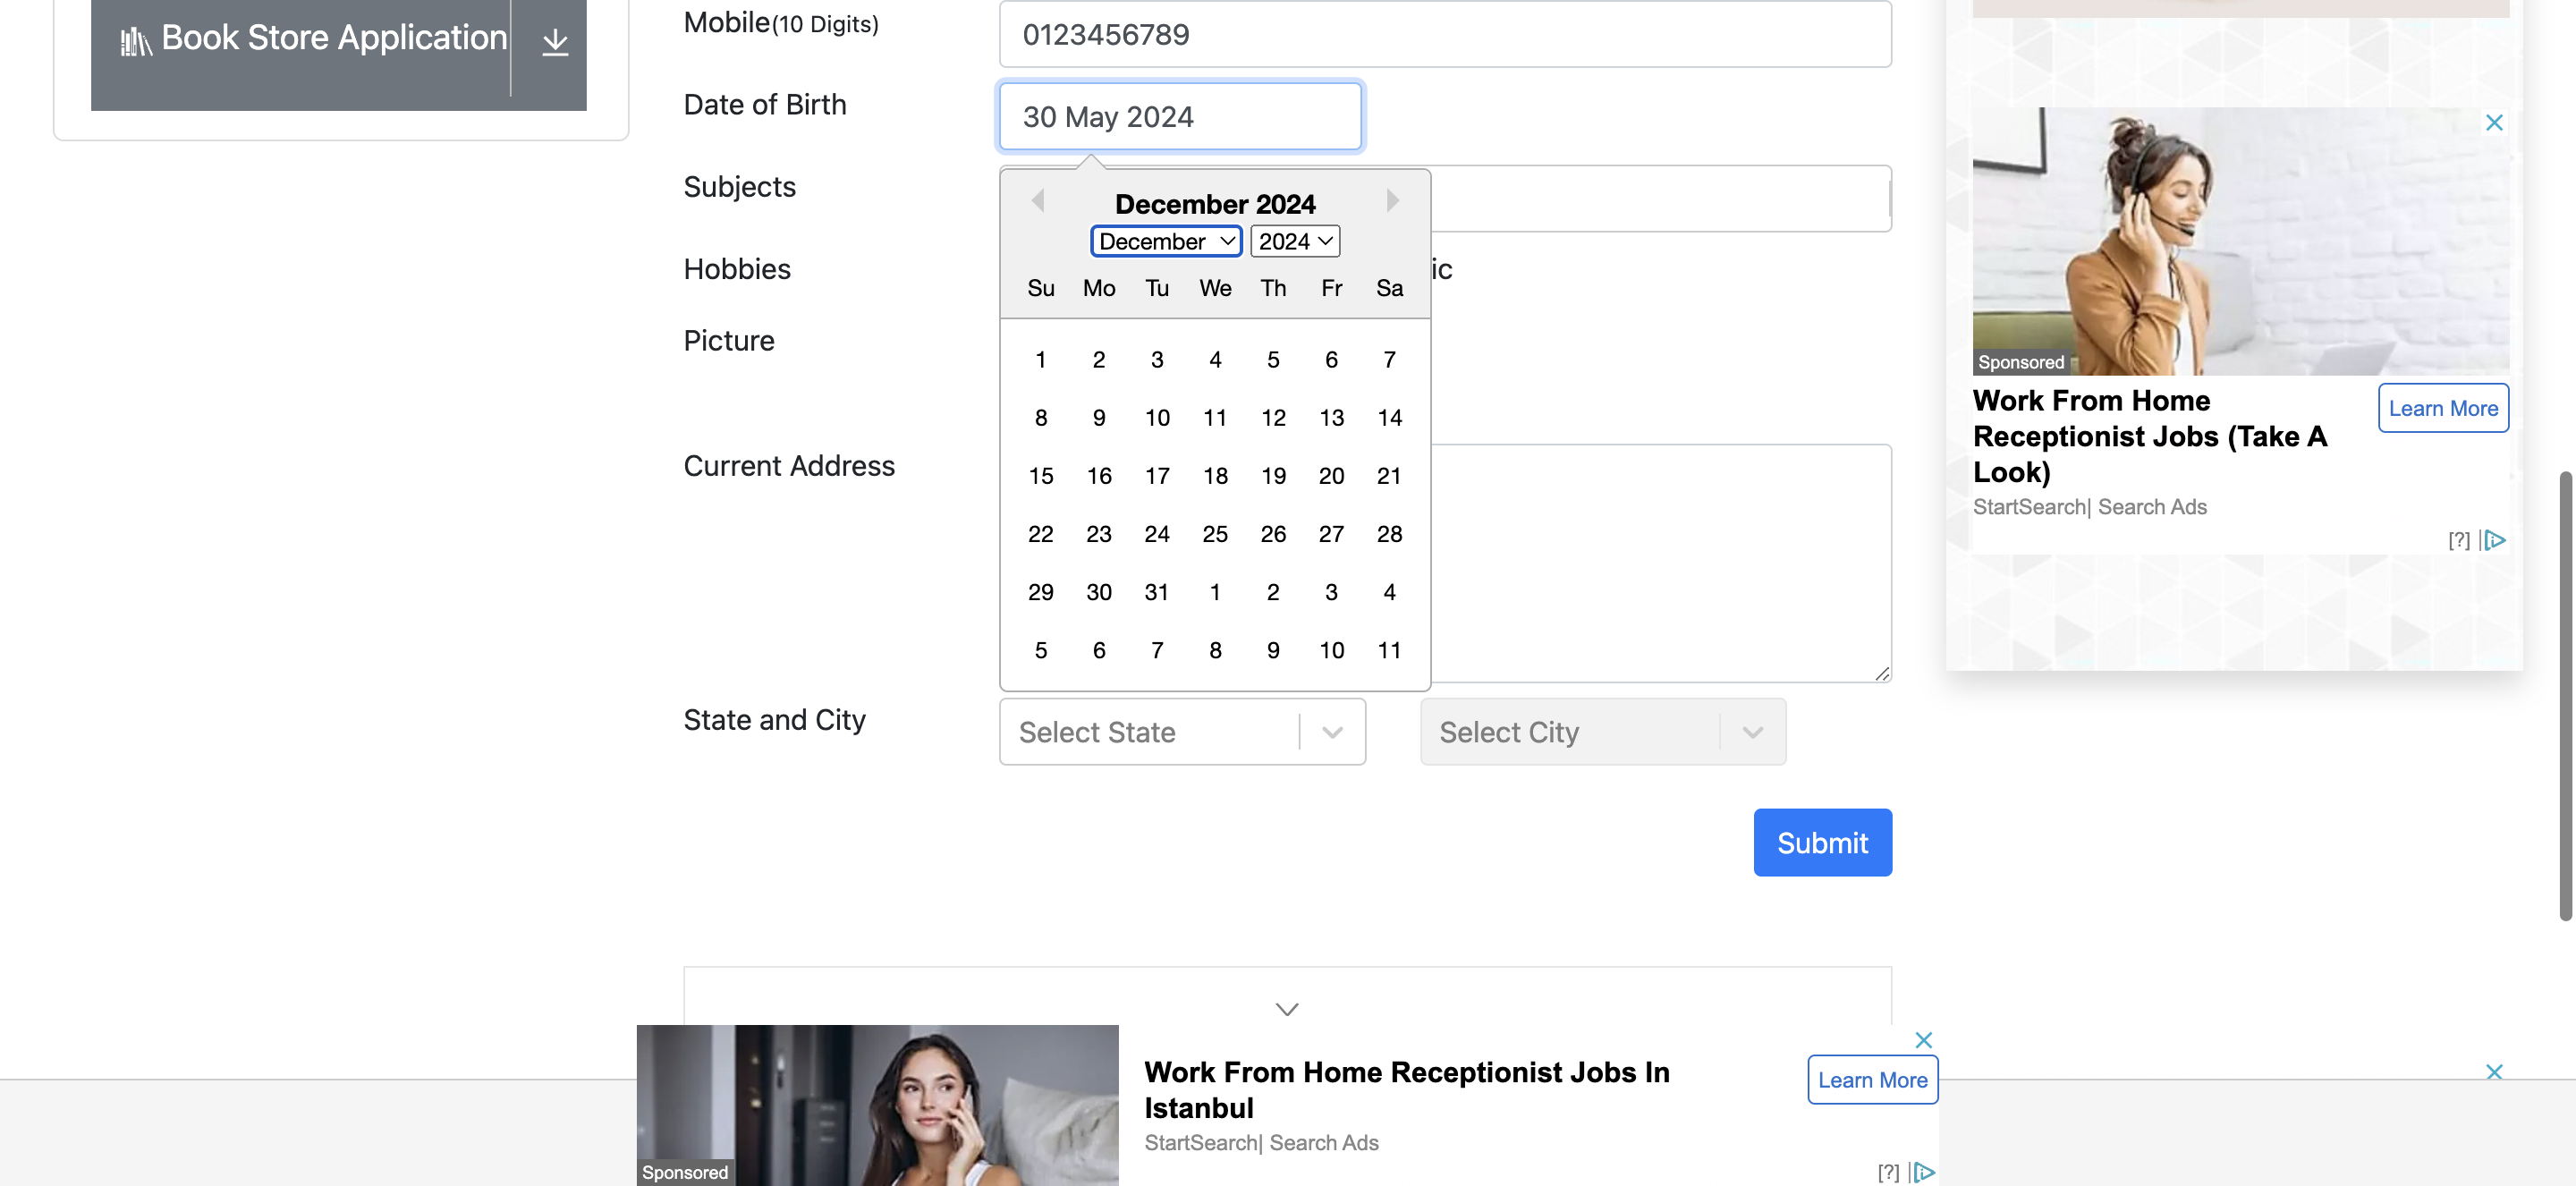 Book Store Application
Mobile(10 Digits)
0123456789
Date of Birth
30 May 2024
Subjects
December 2024
December 2024
Su Mo Tu We Th Fr Sa
1 2 3 4 5 6 7
8 9 10 11 12 13 14
15 16 17 18 19 20 21
22 23 24 25 26 27 28
29 30 31 1 2 3 4
5 6 7 8 9 10 11
Hobbies
ic
Picture
Current Address
State and City
Select State
Select City
Submit
Sponsored
Work From Home
Receptionist Jobs (Take A
Look)
Learn More
StartSearch| Search Ads
[?]
Sponsored
Work From Home Receptionist Jobs In
Istanbul
StartSearch| Search Ads
Learn More
[?]